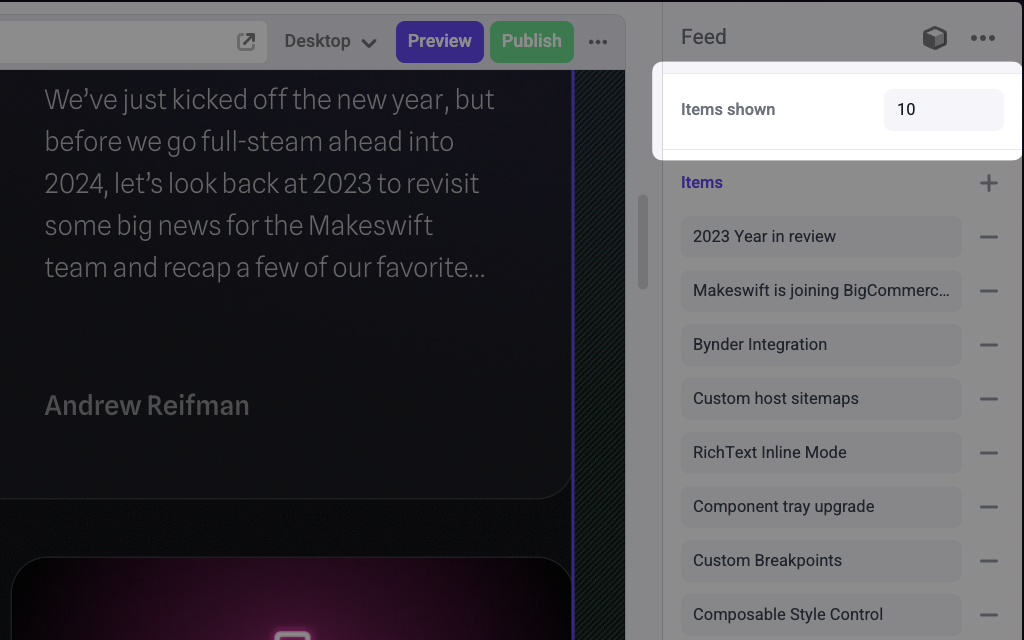 Desktop
Preview
Publish
We’ve just kicked off the new year, but
before we go full-steam ahead into
2024, let’s look back at 2023 to revisit
some big news for the Makeswift
team and recap a few of our favorite...
Andrew Reifman
Feed
Items shown
10
Items
2023 Year in review
Makeswift is joining BigCommerc...
Bynder Integration
Custom host sitemaps
RichText Inline Mode
Component tray upgrade
Custom Breakpoints
Composable Style Control